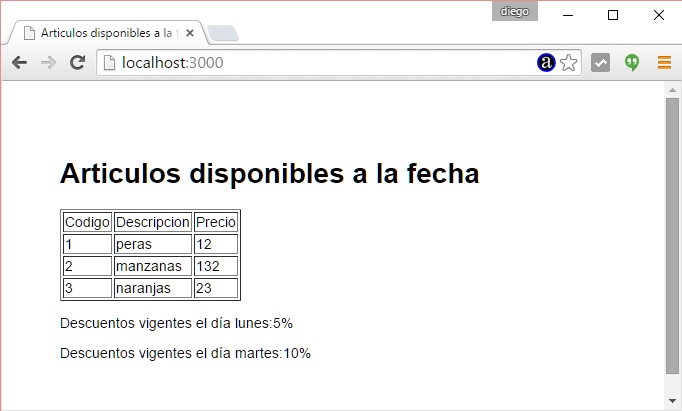 diego
Articulos disponibles a la
localhost:3000
a
Articulos disponibles a la fecha
Codigo Descripcion Precio
1 peras 12
2 manzanas 132
3 naranjas 23
Descuentos vigentes el día lunes:5%
Descuentos vigentes el día martes:10%